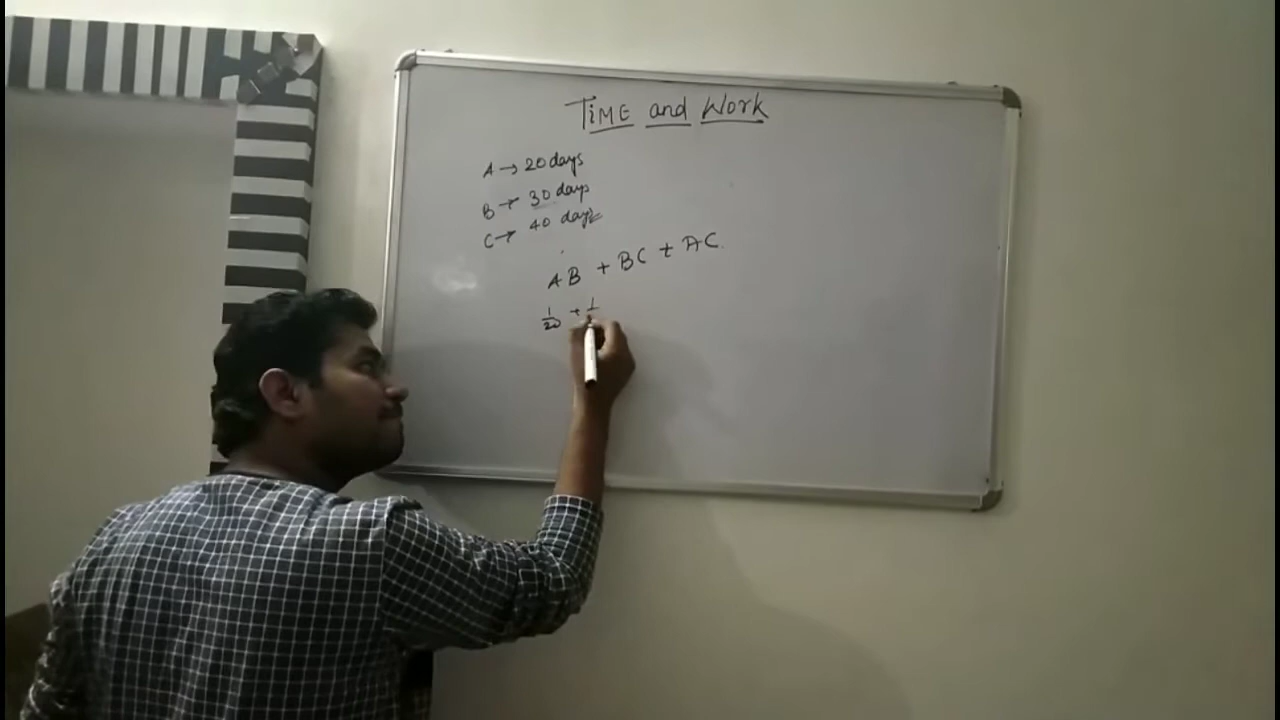 TiME and Work
A → 20 days
B → 30 days
C → 40 days
AB + BC + AC
1/20 + 1